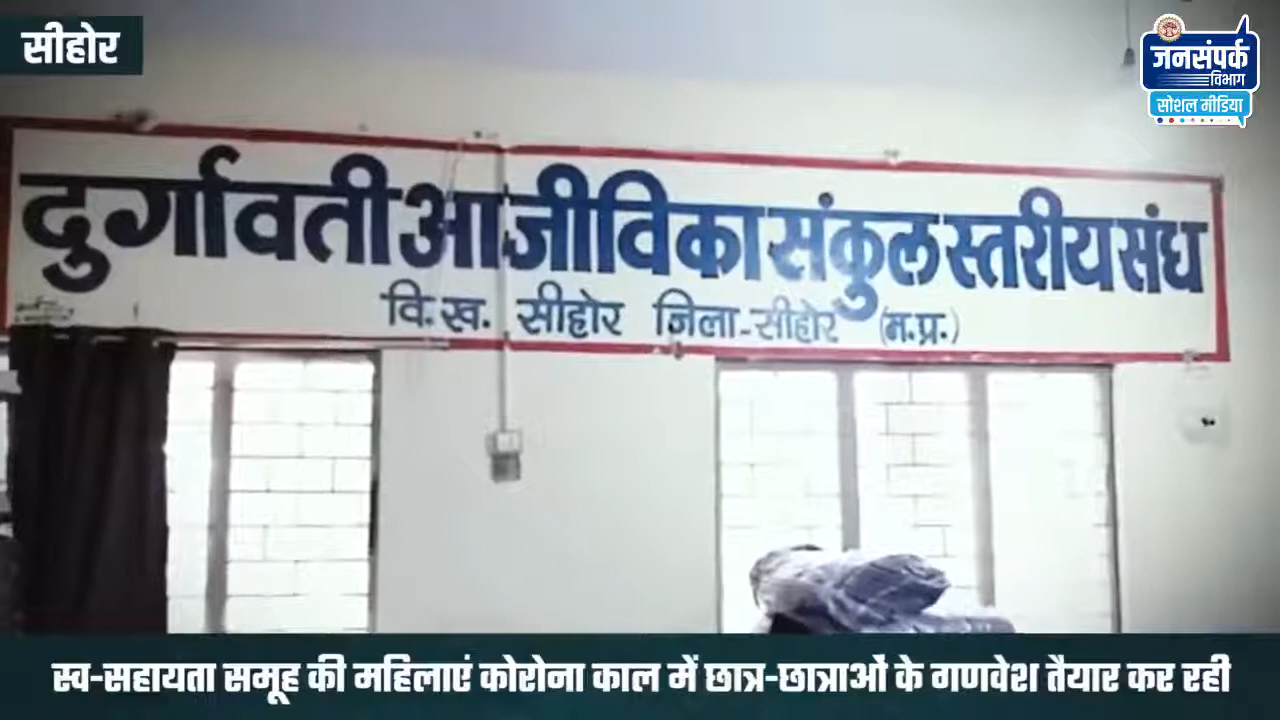 सीहोर
जनसंपर्क
विभाग
सोशल मीडिया
दुर्गावती आजीविका संकुल स्तरीय संघ
वि.ख. सीहोर जिला-सीहोर (म.प्र.)
स्व-सहायता समूह की महिलाएं कोरोना काल में छात्र-छात्राओं के गणवेश तैयार कर रही